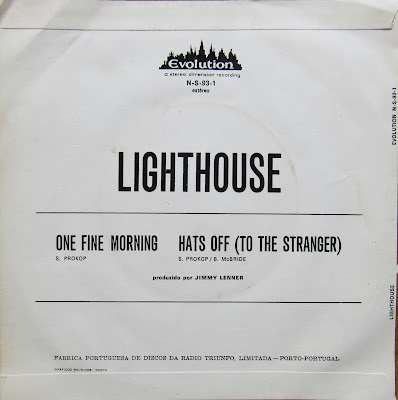 Evolution
a stereo dimension recording
N-S-93-1
estéreo
LIGHTHOUSE
ONE FINE MORNING
S. PROKOP
HATS OFF (TO THE STRANGER)
S. PROKOP / B. McBRIDE
produzido por JIMMY LENNER
FABRICA PORTUGUESA DE DISCOS DA RADIO TRIUNFO, LIMITADA — PORTO-PORTUGAL
EVOLUTION N-S-93-1
LIGHTHOUSE